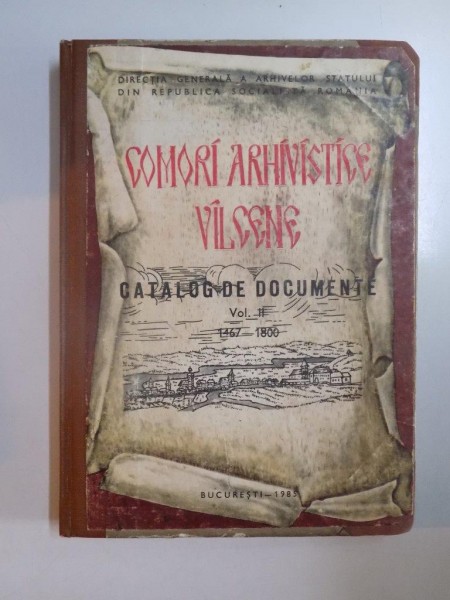 DIRECȚIA GENERALĂ A ARHIVELOR STATULUI
DIN REPUBLICA SOCIALISTĂ ROMÂNIA
COMORI ARHIVISTICE
VÎLCENE
CATALOG DE DOCUMENTE
Vol. II
1467—1800
BUCUREȘTI—1985